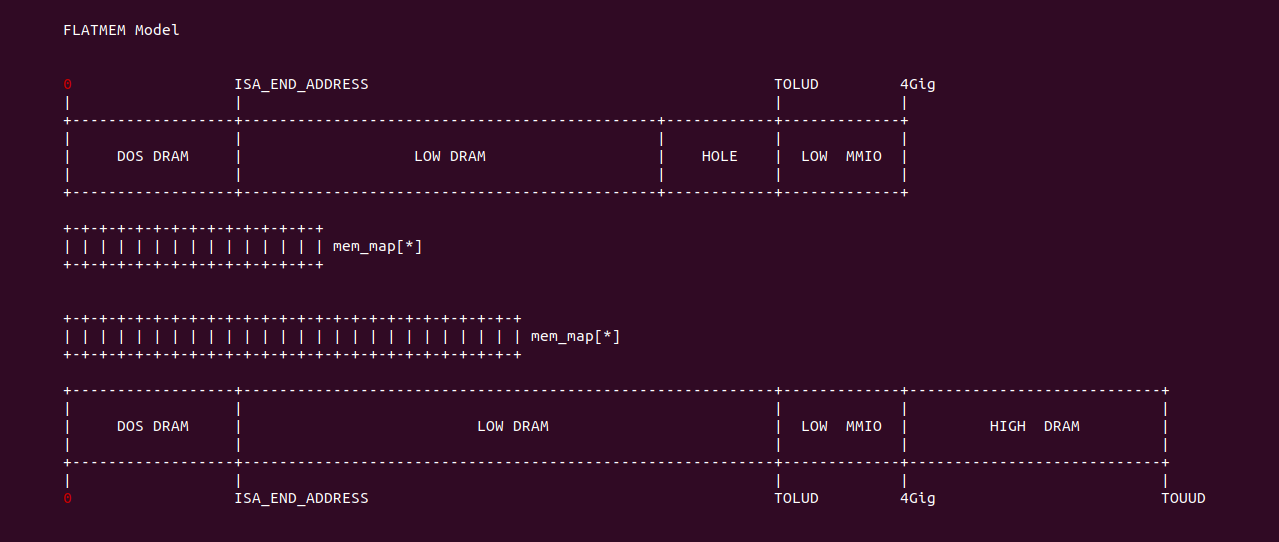 FLATMEM Model
0 ISA_END_ADDRESS TOLUD 4Gig
DOS DRAM LOW DRAM HOLE LOW  MMIO
mem_map[*]
mem_map[*]
DOS DRAM LOW DRAM LOW  MMIO HIGH  DRAM
0 ISA_END_ADDRESS TOLUD 4Gig TOUUD